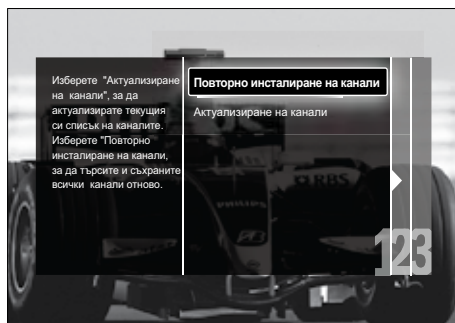 Изберете "Актуализиране
на канали", за да
актуализирате текущия
си списък на каналите.
Изберете "Повторно
инсталиране на канали,
за да търсите и съхраните
всички канали отново.
Повторно инсталиране на канали
Актуализиране на канали
RBS
PHILIPS
123